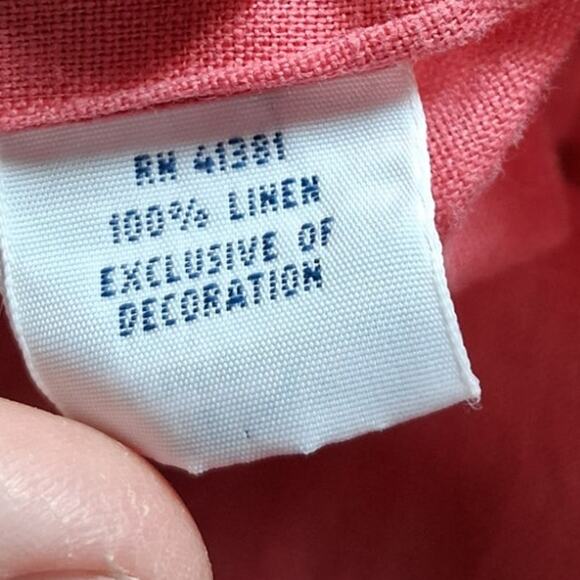 RN 41381
100% LINEN
EXCLUSIVE OF
DECORATION